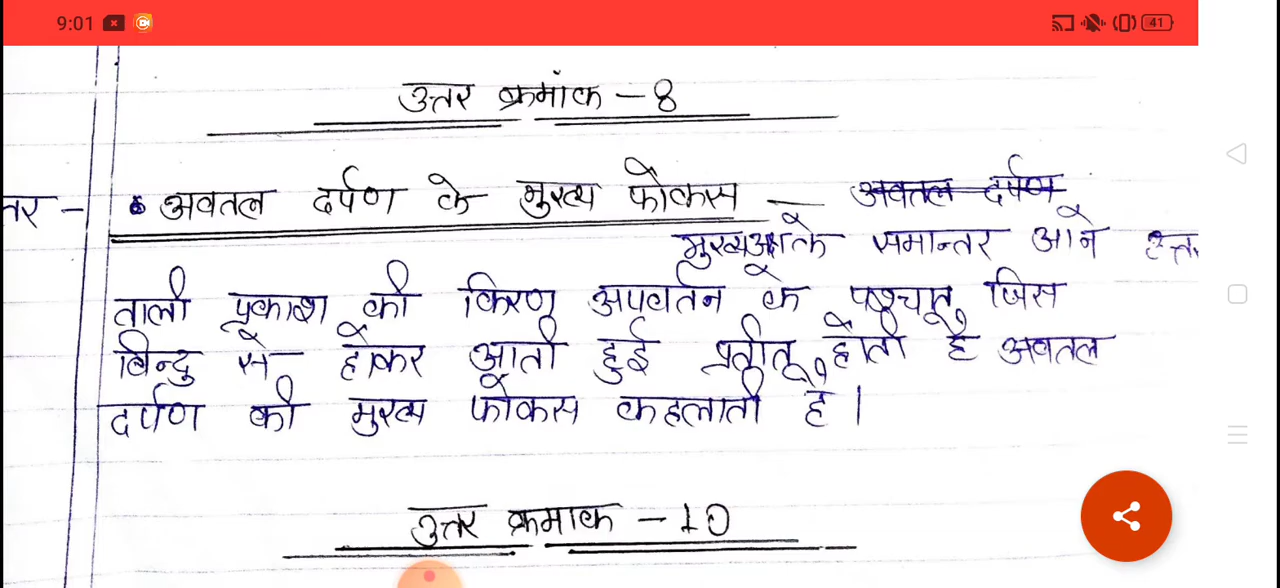 9:01 41
उत्तर क्रमांक - 8
तर - अवतल दर्पण के मुख्य फोकस - अवतल दर्पण
मुख्यअक्ष के समान्तर आने
वाली प्रकाश की किरण अपवर्तन के पश्चात् जिस
बिन्दु से होकर आती हुई प्रतीत होती है अवतल
दर्पण की मुख्य फोकस कहलाती है।
उत्तर क्रमाक - 10